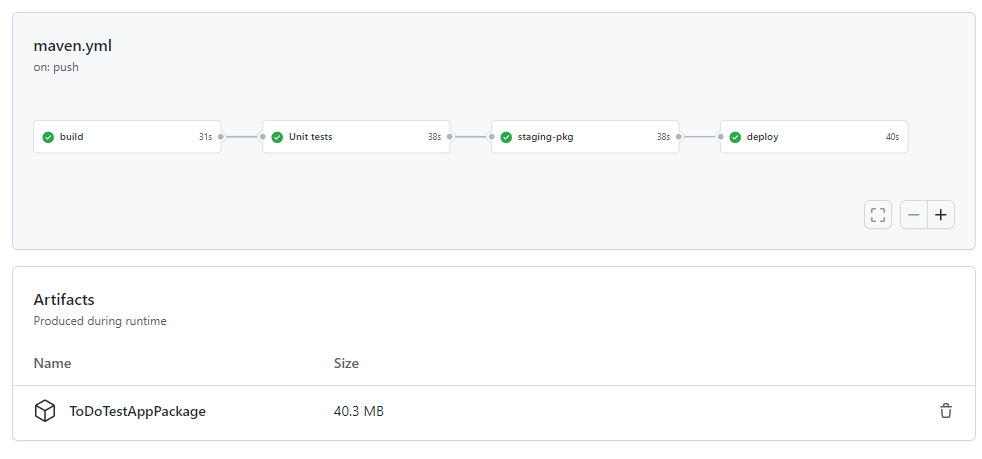 maven.yml
on: push
build 31s
Unit tests 38s
staging-pkg 38s
deploy 40s
Artifacts
Produced during runtime
Name Size
ToDoTestAppPackage 40.3 MB